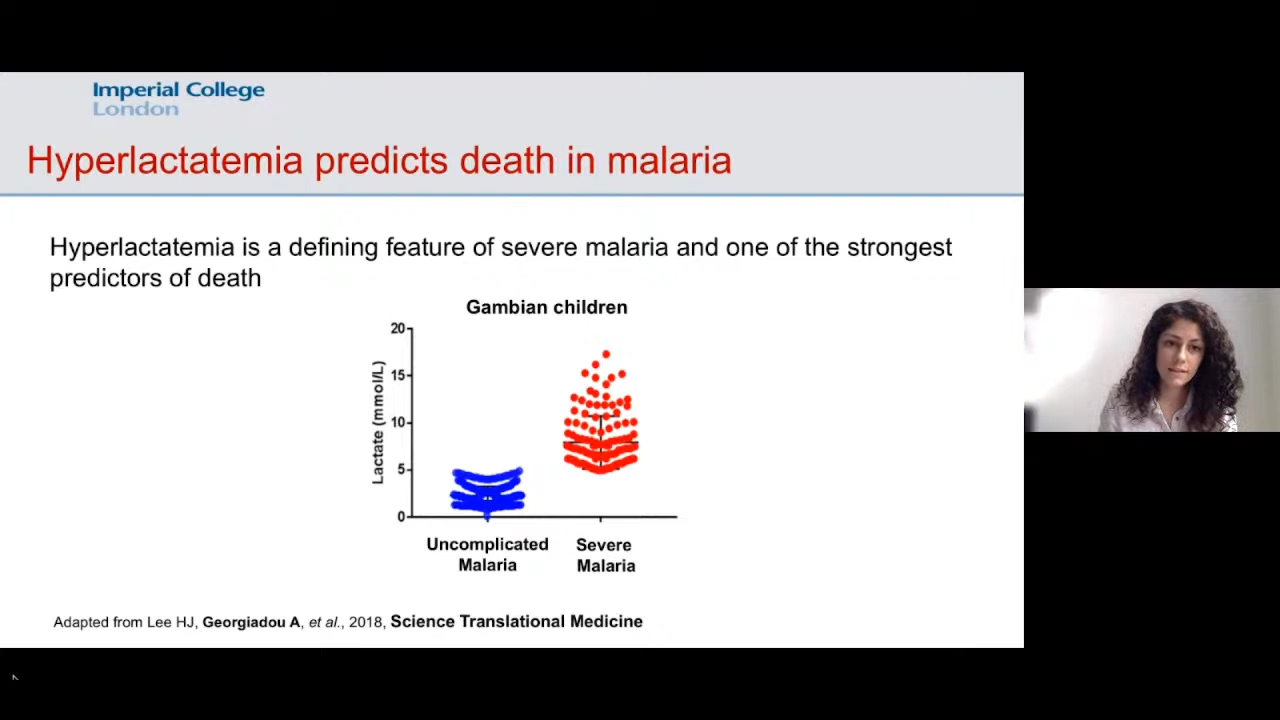 Imperial College
London
Hyperlactatemia predicts death in malaria
Hyperlactatemia is a defining feature of severe malaria and one of the strongest
predictors of death
Gambian children
20
15
10
5
0
Lactate (mmol/L)
Uncomplicated
Malaria
Severe
Malaria
Adapted from Lee HJ, Georgiadou A, et al., 2018, Science Translational Medicine